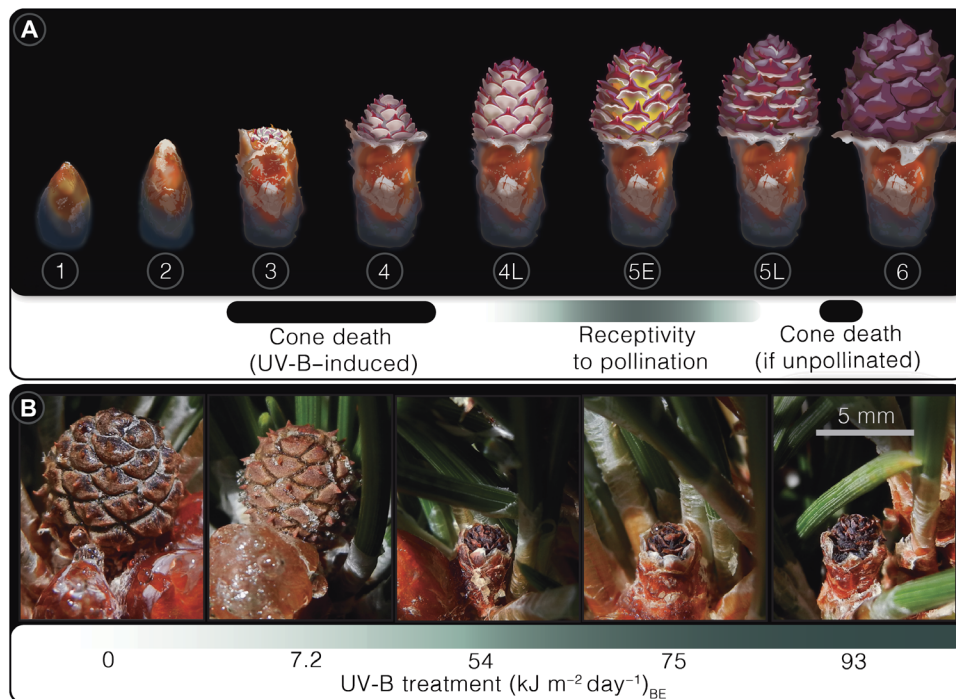 A
1 2 3 4 4L 5E 5L 6
Cone death
(UV-B–induced)
Receptivity
to pollination
Cone death
(if unpollinated)
B
5 mm
0 7.2 54 75 93
UV-B treatment (kJ m⁻² day⁻¹)BE